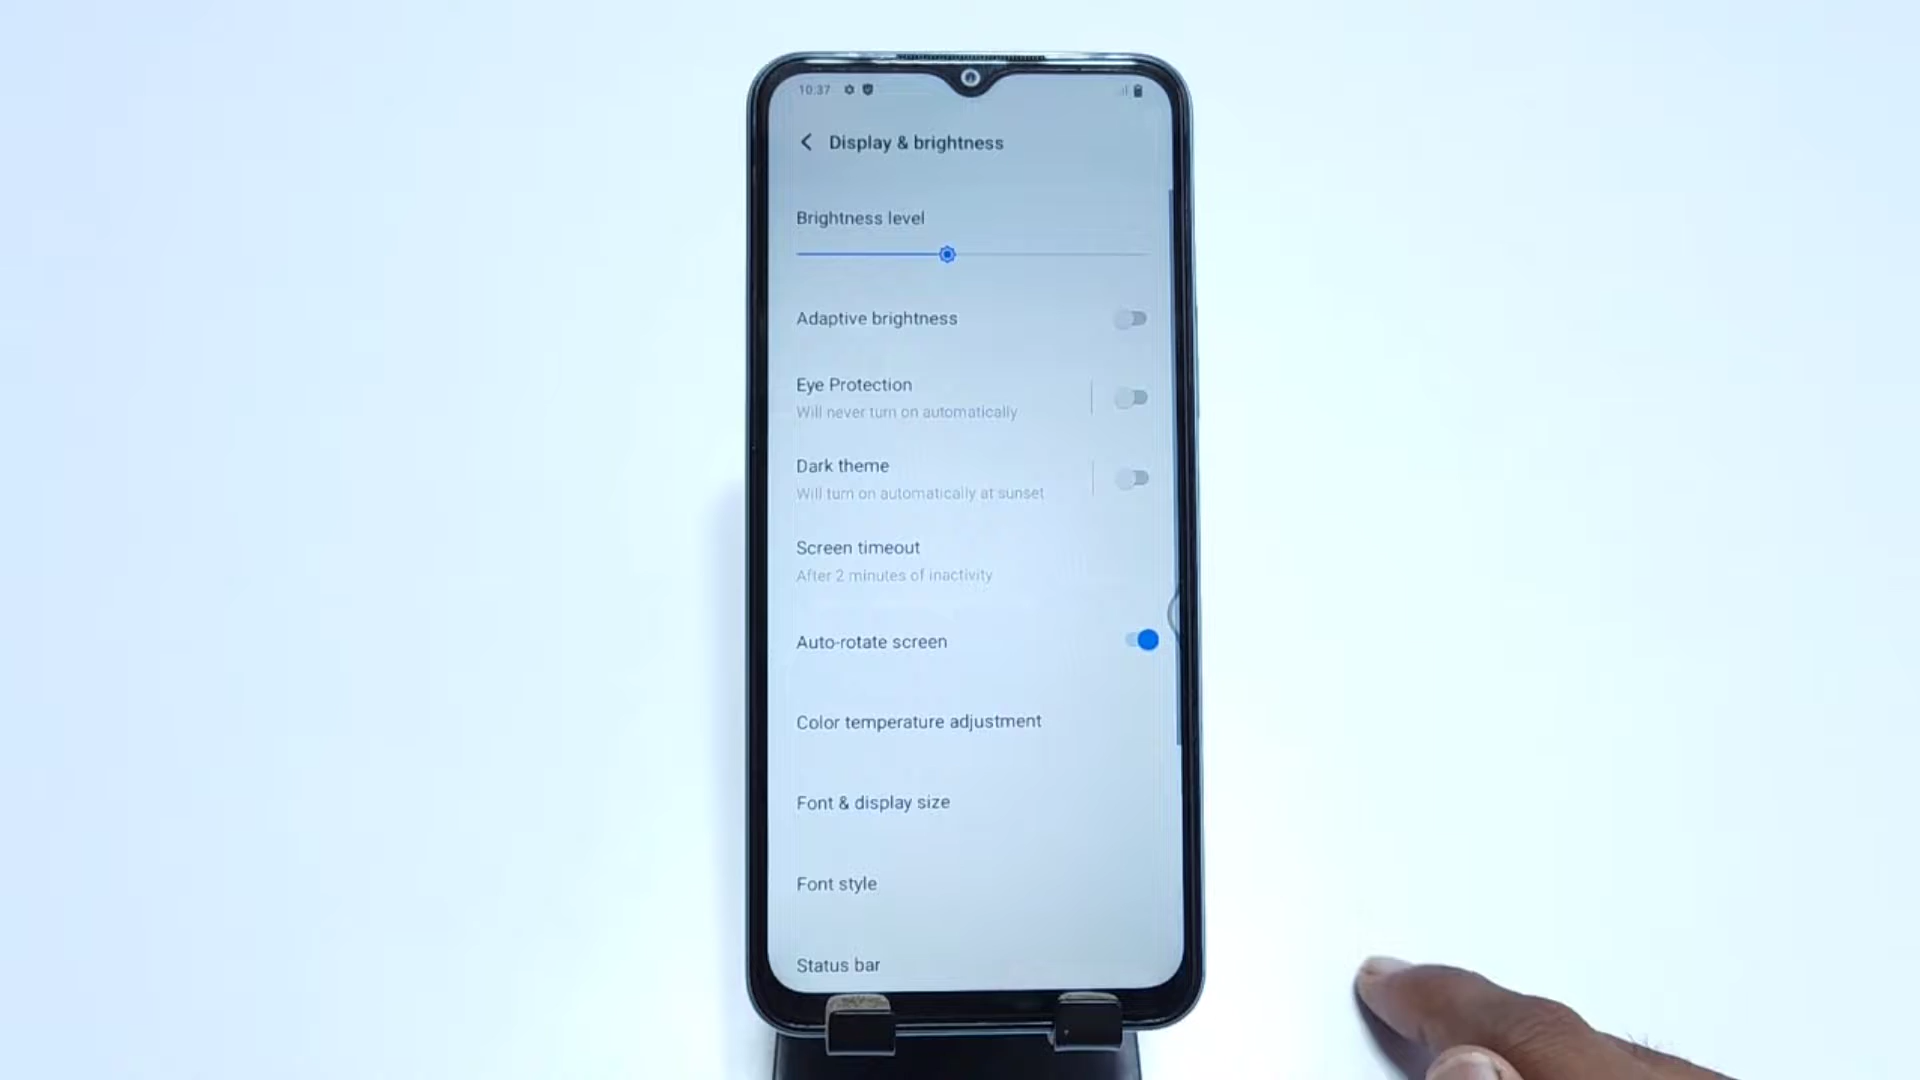 10.37
Display & brightness
Brightness level
Adaptive brightness
Eye Protection
Will never turn on automatically
Dark theme
Will turn on automatically at sunset
Screen timeout
After 2 minutes of inactivity
Auto-rotate screen
Color temperature adjustment
Font & display size
Font style
Status bar